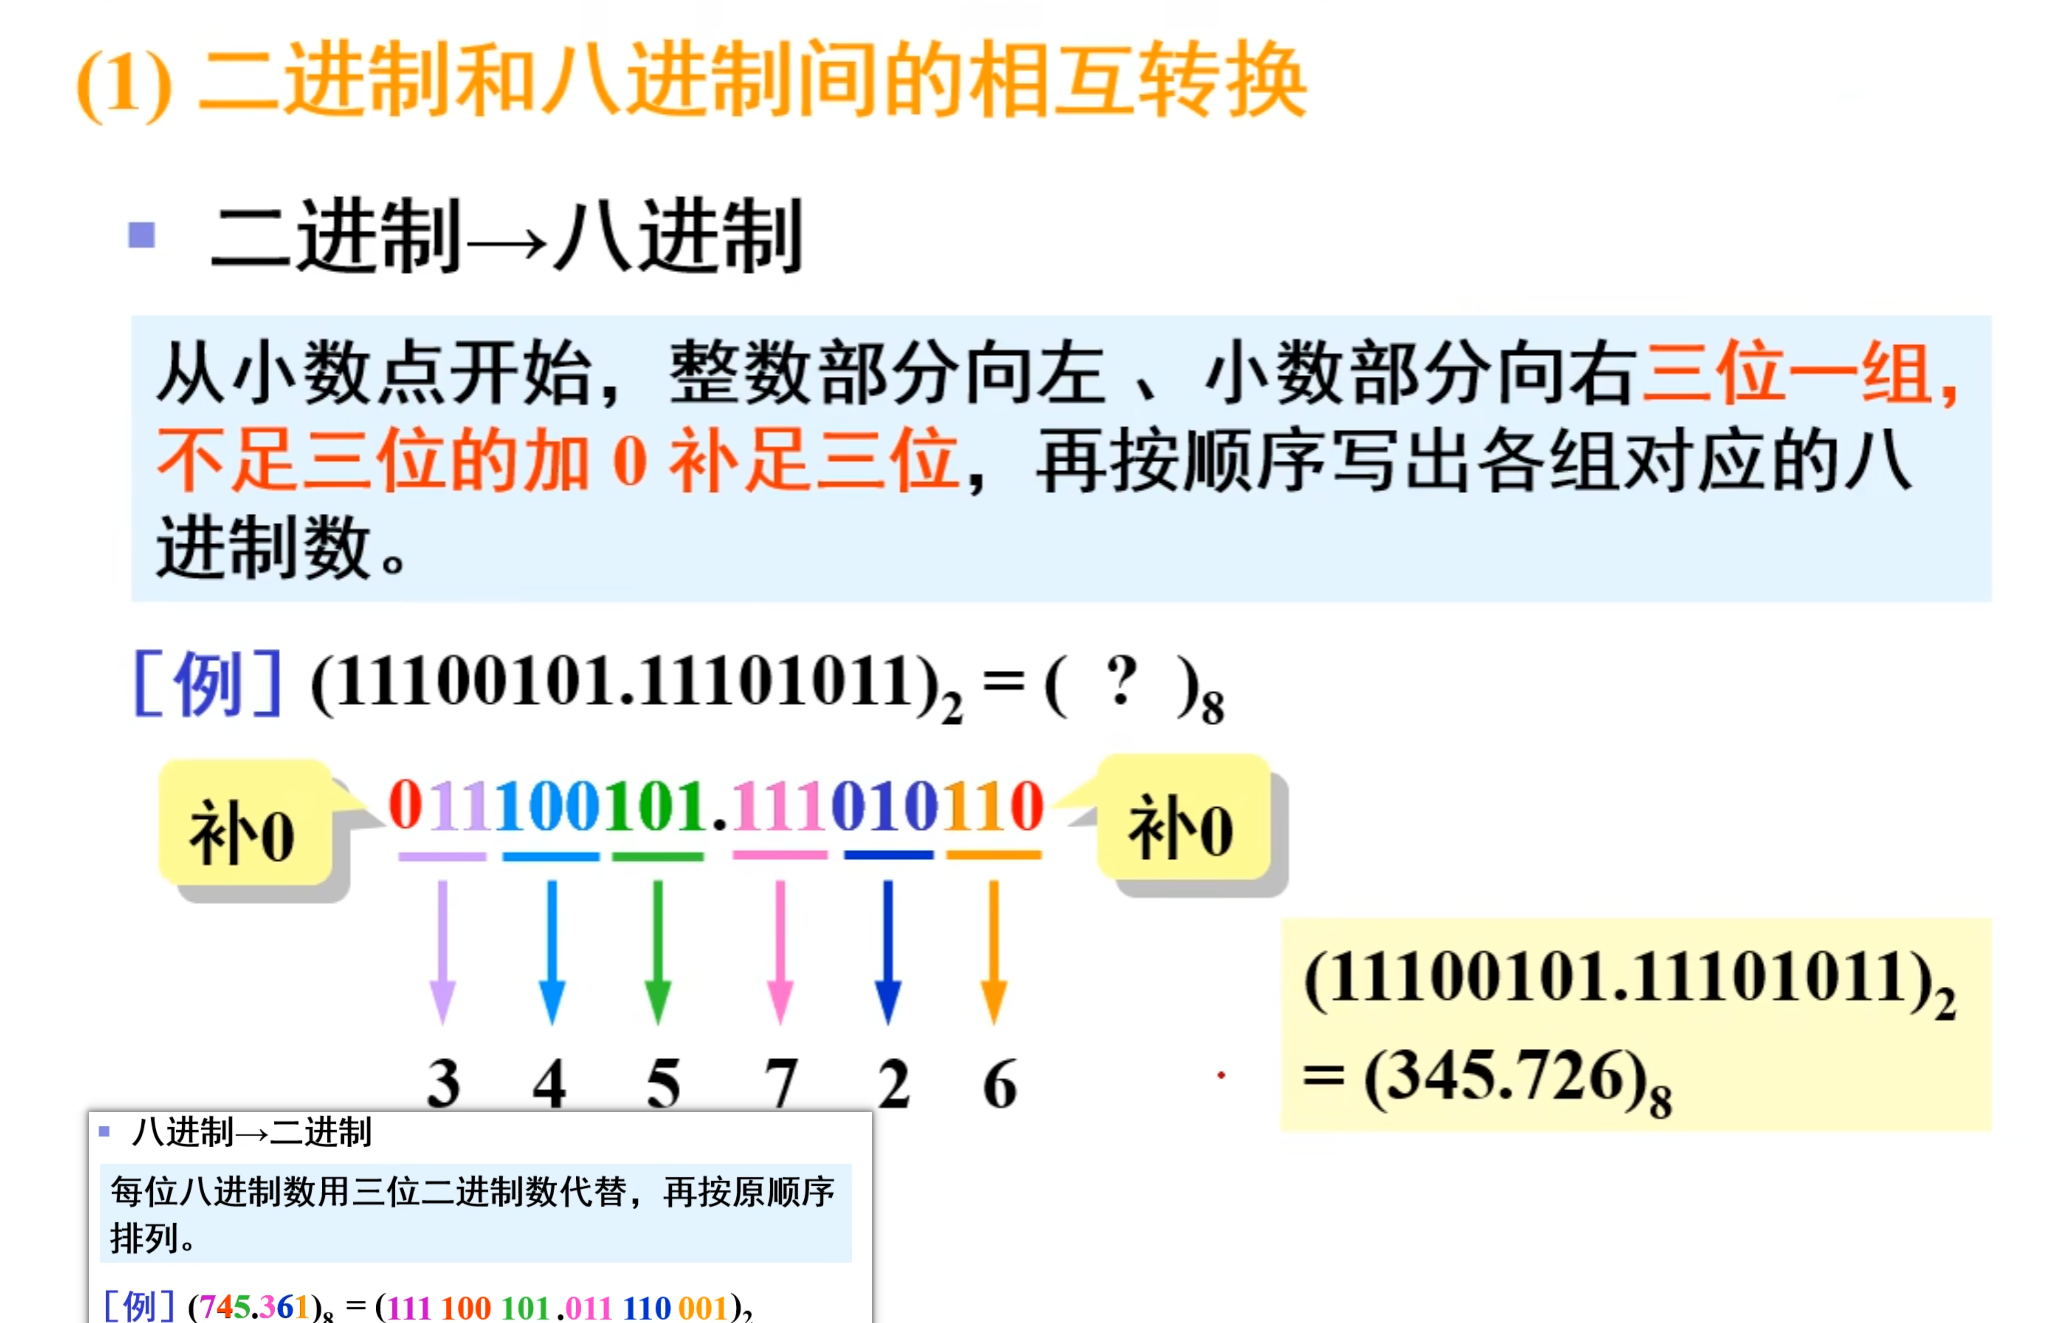 (1) 二进制和八进制间的相互转换
▪ 二进制→八进制
从小数点开始，整数部分向左 、小数部分向右三位一组，
不足三位的加 0 补足三位，再按顺序写出各组对应的八
进制数。
［例］(11100101.11101011)₂ = ( ? )₈
补0 011100101.111010110 补0
3 4 5 7 2 6
(11100101.11101011)₂
= (345.726)₈
▪ 八进制→二进制
每位八进制数用三位二进制数代替，再按原顺序
排列。
［例］(745.361)₈ = (111 100 101 .011 110 001)₂